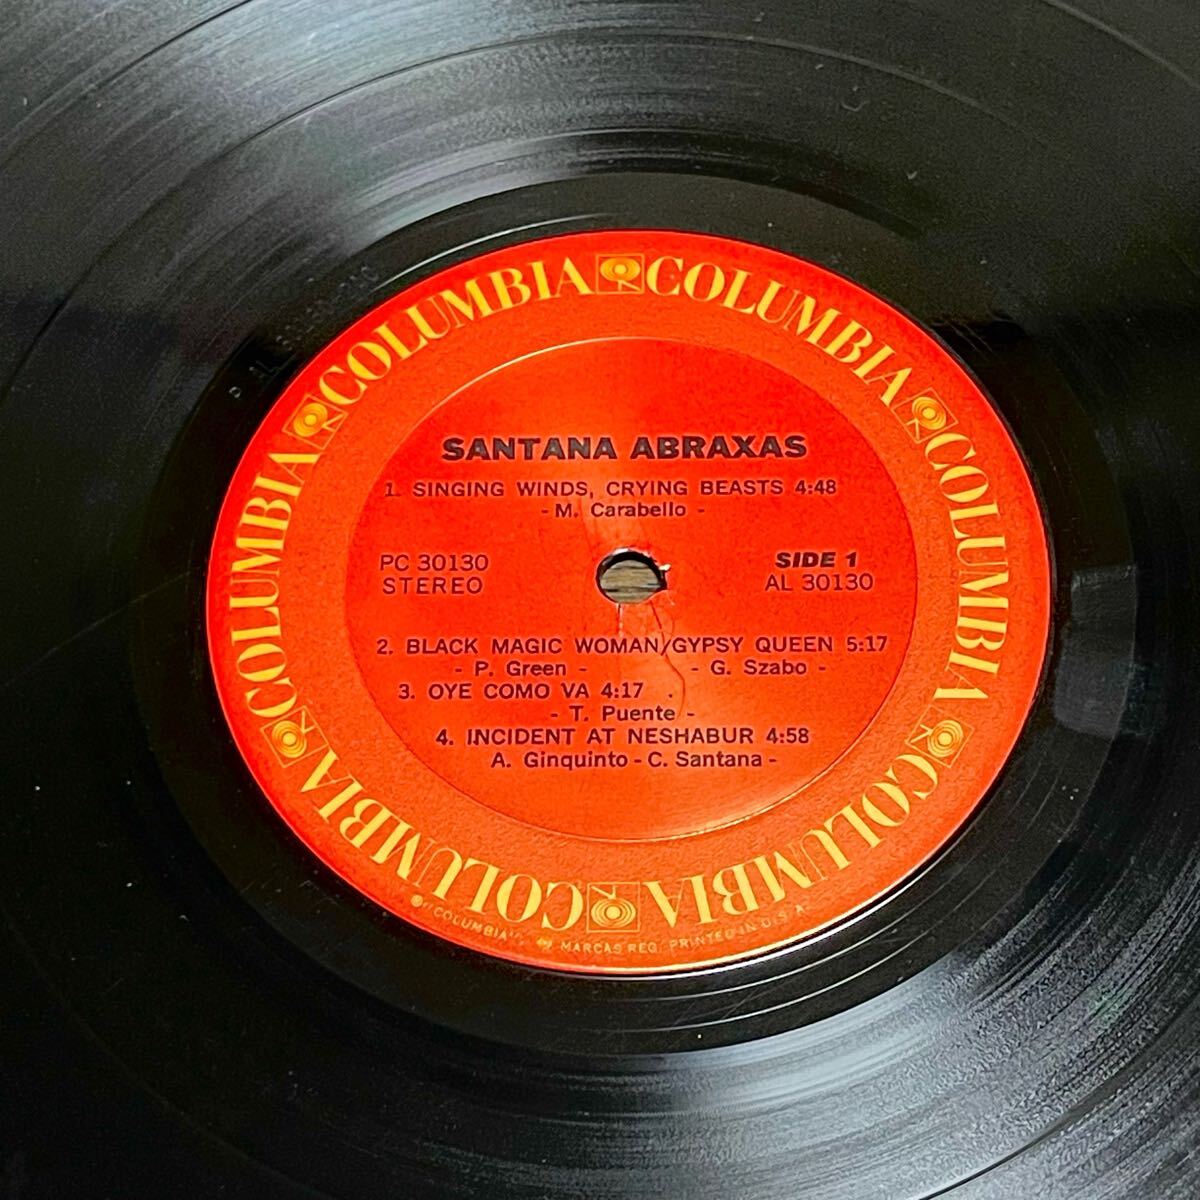 COLUMBIA COLUMBIA COLUMBIA COLUMBIA COLUMBIA COLUMBIA
SANTANA ABRAXAS
1. SINGING WINDS, CRYING BEASTS 4:48
- M. Carabello -
PC 30130
STEREO
SIDE 1
AL 30130
2. BLACK MAGIC WOMAN/GYPSY QUEEN 5:17
- P. Green - - G. Szabo -
3. OYE COMO VA 4:17
- T. Puente -
4. INCIDENT AT NESHABUR 4:58
A. Ginquinto - C. Santana -
® "COLUMBIA", MARCAS REG. PRINTED IN U.S.A.